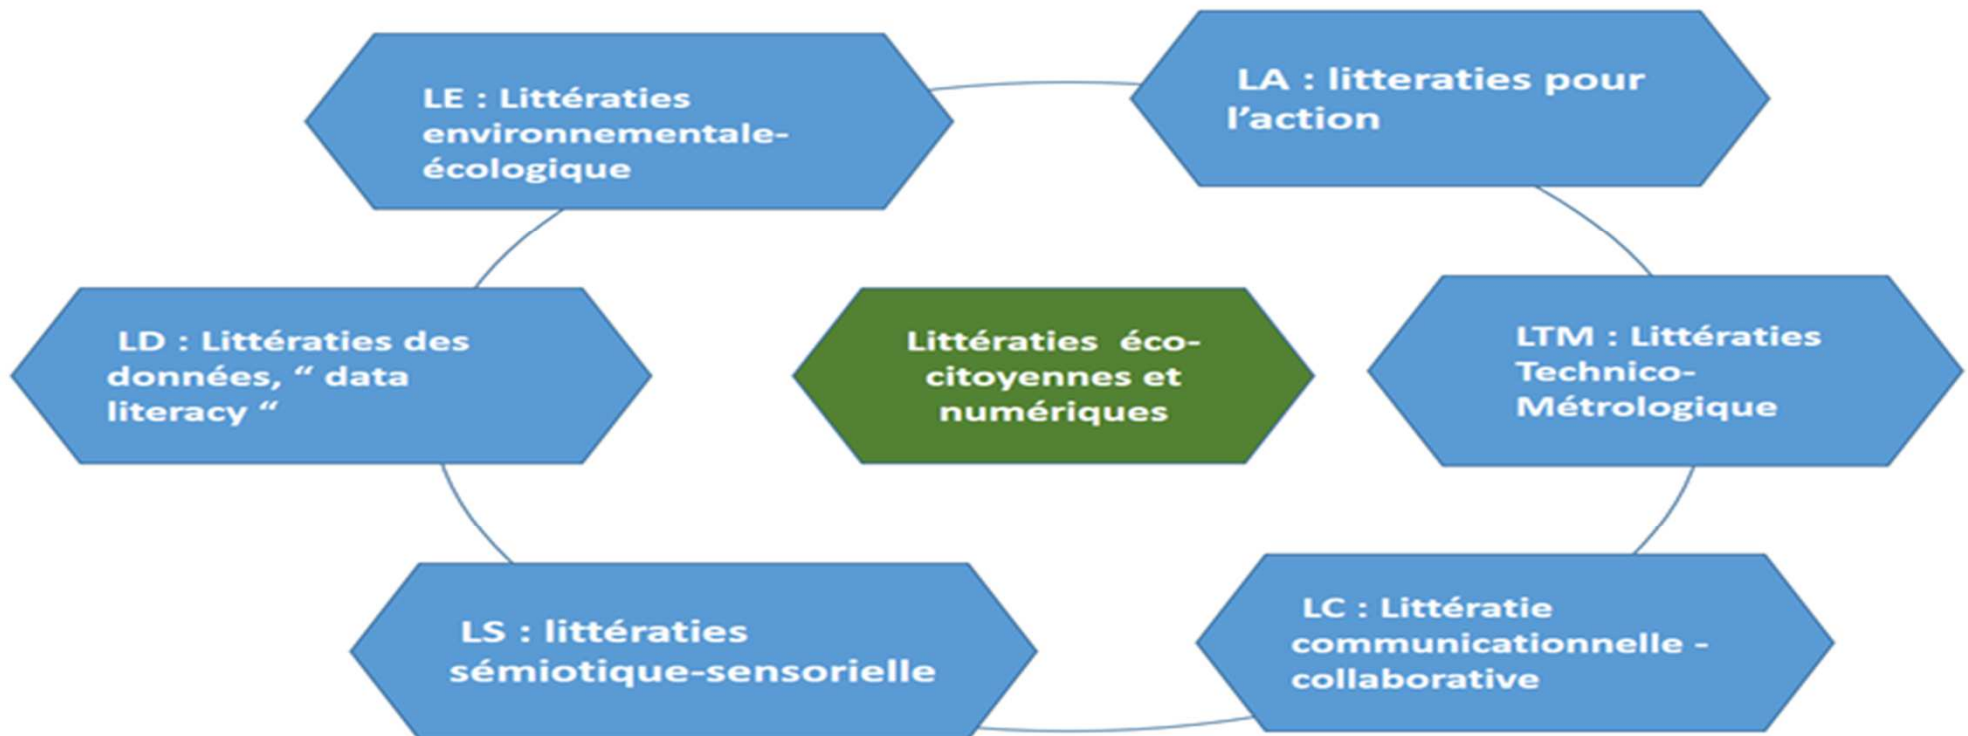 LE : Littératies
environnementale-
écologique
LA : litteraties pour
l’action
LD : Littératies des
données, “ data
literacy “
Littératies éco-
citoyennes et
numériques
LTM : Littératies
Technico-
Métrologique
LS : littératies
sémiotique-sensorielle
LC : Littératie
communicationnelle -
collaborative